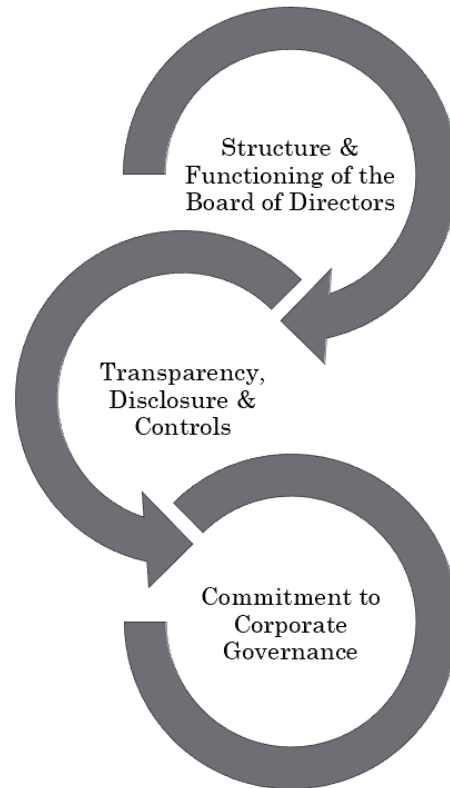 Structure &
Functioning of the
Board of Directors
Transparency,
Disclosure &
Controls
Commitment to
Corporate
Governance